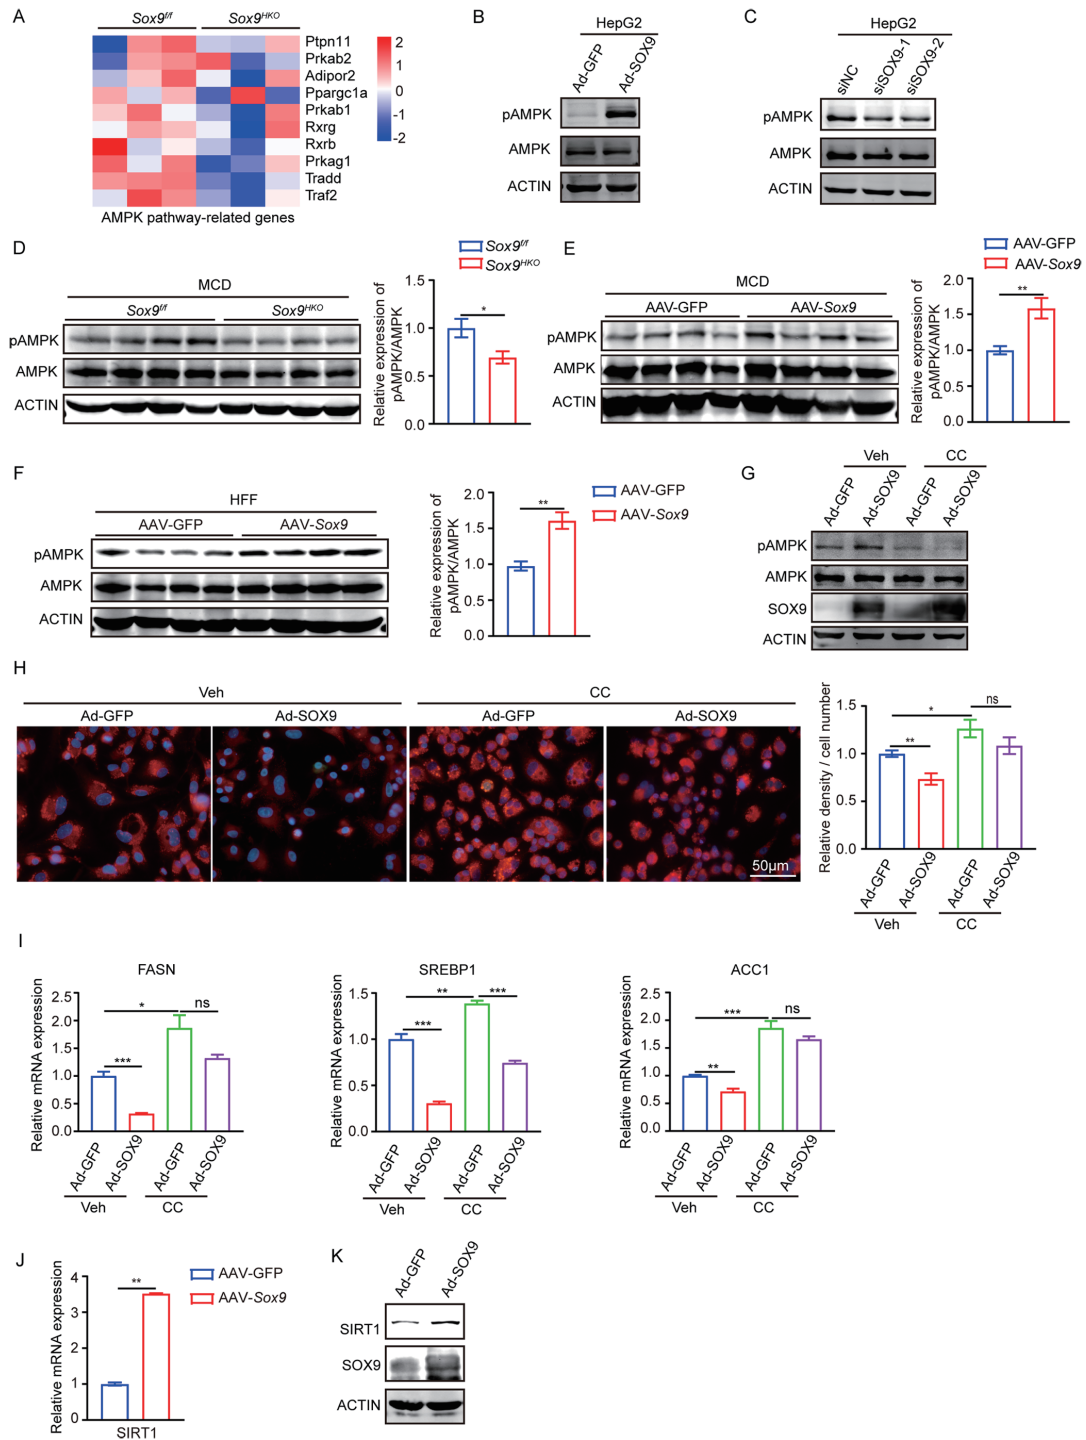 A
Sox9f/f Sox9HKO
Ptpn11
Prkab2
Adipor2
Ppargc1a
Prkab1
Rxrg
Rxrb
Prkag1
Tradd
Traf2
2
1
0
-1
-2
AMPK pathway-related genes
B
HepG2
Ad-GFP Ad-SOX9
pAMPK
AMPK
ACTIN
C
HepG2
siNC siSOX9-1 siSOX9-2
pAMPK
AMPK
ACTIN
D
MCD
Sox9f/f Sox9HKO
pAMPK
AMPK
ACTIN
Sox9f/f
Sox9HKO
Relative expression of
pAMPK/AMPK
1.5
1.0
0.5
0.0
*
E
MCD
AAV-GFP AAV-Sox9
pAMPK
AMPK
ACTIN
AAV-GFP
AAV-Sox9
Relative expression of
pAMPK/AMPK
2.0
1.5
1.0
0.5
0.0
**
F
HFF
AAV-GFP AAV-Sox9
pAMPK
AMPK
ACTIN
Relative expression of
pAMPK/AMPK
2.0
1.5
1.0
0.5
0.0
**
AAV-GFP
AAV-Sox9
G
Veh CC
Ad-GFP Ad-SOX9 Ad-GFP Ad-SOX9
pAMPK
AMPK
SOX9
ACTIN
H
Veh CC
Ad-GFP Ad-SOX9 Ad-GFP Ad-SOX9
50μm
Relative density / cell number
1.5
1.0
0.5
0.0
** * ns
Ad-GFP Ad-SOX9 Ad-GFP Ad-SOX9
Veh CC
I
FASN
Relative mRNA expression
2.5
2.0
1.5
1.0
0.5
0.0
*** * ns
Ad-GFP Ad-SOX9 Ad-GFP Ad-SOX9
Veh CC
SREBP1
Relative mRNA expression
1.5
1.0
0.5
0.0
*** ** ***
Ad-GFP Ad-SOX9 Ad-GFP Ad-SOX9
Veh CC
ACC1
Relative mRNA expression
2.5
2.0
1.5
1.0
0.5
0.0
** *** ns
Ad-GFP Ad-SOX9 Ad-GFP Ad-SOX9
Veh CC
J
Relative mRNA expression
4
3
2
1
0
**
SIRT1
AAV-GFP
AAV-Sox9
K
Ad-GFP Ad-SOX9
SIRT1
SOX9
ACTIN